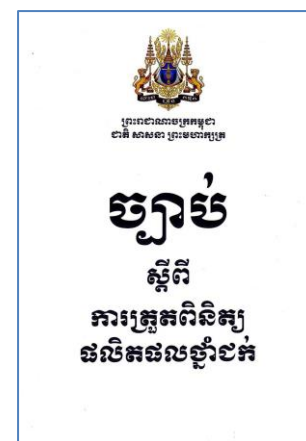 ព្រះរាជាណាចក្រកម្ពុជា
ជាតិ សាសនា ព្រះមហាក្សត្រ
ច្បាប់
ស្តីពី
ការត្រួតពិនិត្យ
ផលិតផលថ្នាំជក់